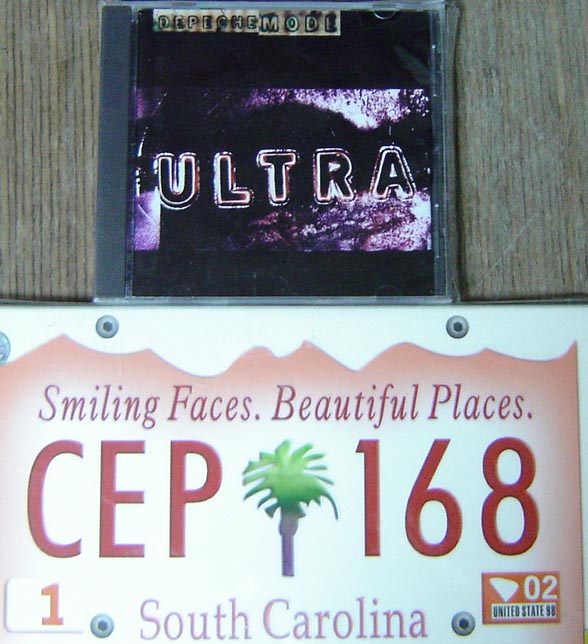 DEPECHE MODE
ULTRA
Smiling Faces. Beautiful Places.
CEP 168
1
02
UNITED STATE 98
South Carolina